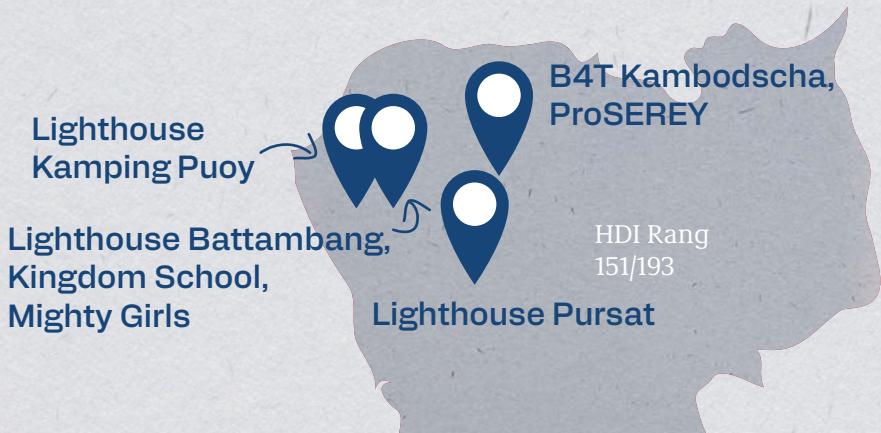 B4T Kambodscha,
ProSEREY
Lighthouse
Kamping Puoy
Lighthouse Battambang,
Kingdom School,
Mighty Girls
HDI Rang
151/193
Lighthouse Pursat